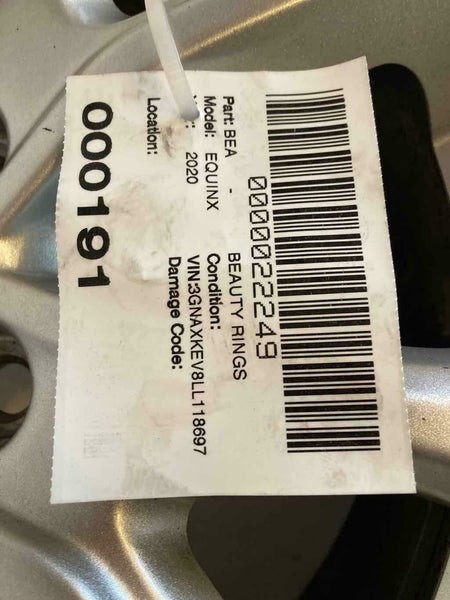 0000022249
Part: BEA - BEAUTY RINGS
Model: EQUINX Condition:
2020 VIN:3GNAXKEV8LL118697
Damage Code:
Location:
000191